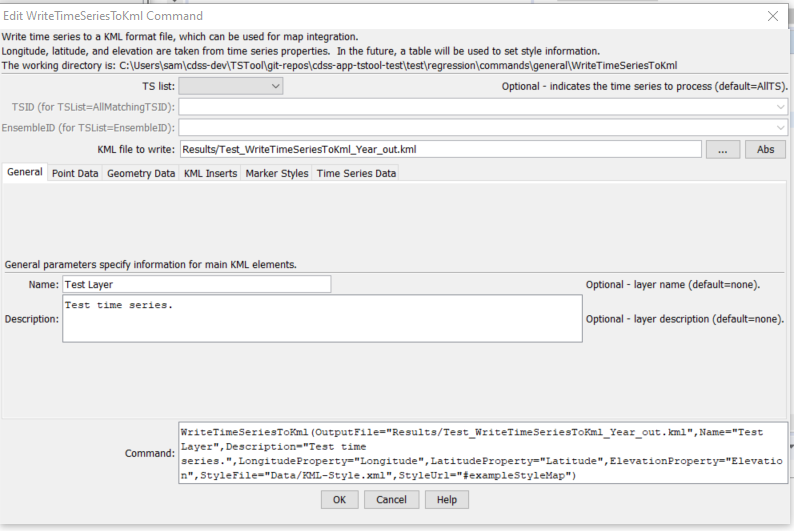 Edit WriteTimeSeriesToKml Command
Write time series to a KML format file, which can be used for map integration.
Longitude, latitude, and elevation are taken from time series properties.  In the future, a table will be used to set style information.
The working directory is: C:\Users\sam\cdss-dev\TSTool\git-repos\cdss-app-tstool-test\test\regression\commands\general\WriteTimeSeriesToKml
TS list: Optional - indicates the time series to process (default=AllTS).
TSID (for TSList=AllMatchingTSID):
EnsembleID (for TSList=EnsembleID):
KML file to write: Results/Test_WriteTimeSeriesToKml_Year_out.kml ... Abs
General Point Data Geometry Data KML Inserts Marker Styles Time Series Data
General parameters specify information for main KML elements.
Name: Test Layer Optional - layer name (default=none).
Test time series.
Description: Optional - layer description (default=none).
WriteTimeSeriesToKml(OutputFile="Results/Test_WriteTimeSeriesToKml_Year_out.kml",Name="Test
Layer",Description="Test time
Command: series.",LongitudeProperty="Longitude",LatitudeProperty="Latitude",ElevationProperty="Elevatio
n",StyleFile="Data/KML-Style.xml",StyleUrl="#exampleStyleMap")
OK Cancel Help